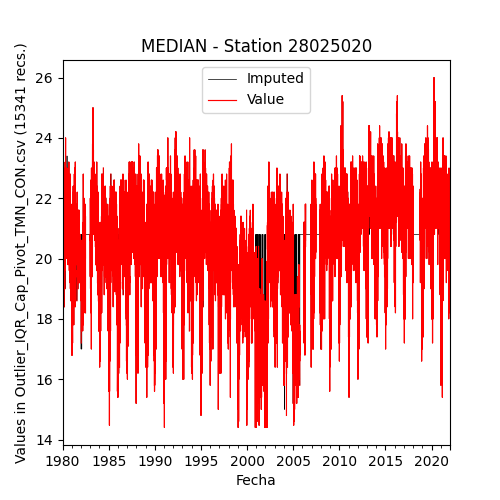 MEDIAN - Station 28025020
Imputed
Value
Values in Outlier_IQR_Cap_Pivot_TMN_CON.csv (15341 recs.)
26
24
22
20
18
16
14
1980 1985 1990 1995 2000 2005 2010 2015 2020
Fecha